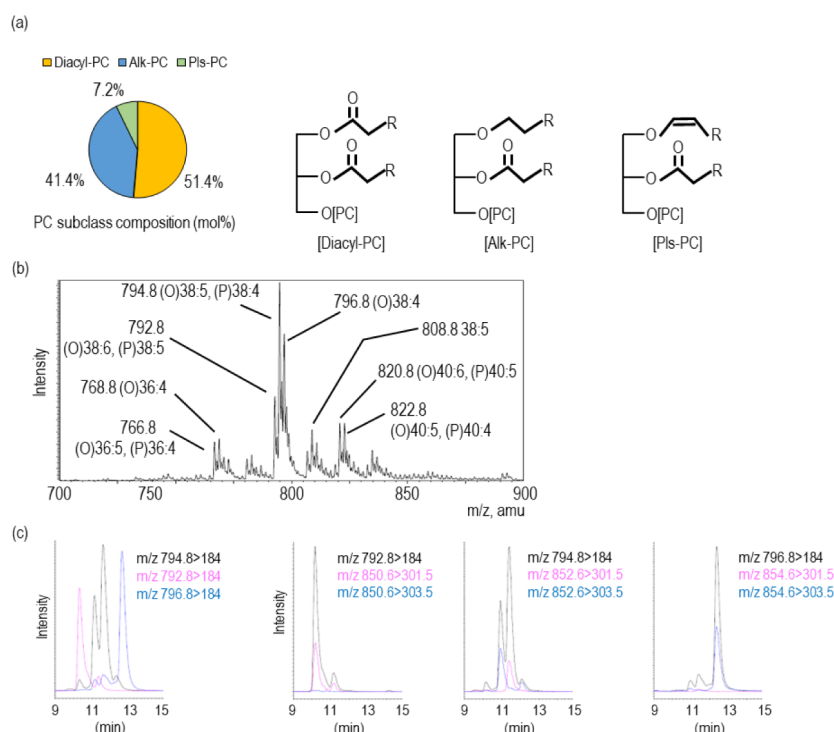 (a)
Diacyl-PC Alk-PC Pls-PC
7.2%
41.4%
51.4%
PC subclass composition (mol%)
O
O
R
O
O
R
O[PC]
[Diacyl-PC]
O
R
O
O
R
O[PC]
[Alk-PC]
O
R
O
O
R
O[PC]
[Pls-PC]
(b)
794.8 (O)38:5, (P)38:4
796.8 (O)38:4
792.8
(O)38:6, (P)38:5
808.8 38:5
768.8 (O)36:4
820.8 (O)40:6, (P)40:5
766.8
(O)36:5, (P)36:4
822.8
(O)40:5, (P)40:4
Intensity
700 750 800 850 900
m/z, amu
(c)
m/z 794.8>184
m/z 792.8>184
m/z 796.8>184
Intensity
9 11 13 15
(min)
m/z 792.8>184
m/z 850.6>301.5
m/z 850.6>303.5
9 11 13 15
(min)
m/z 794.8>184
m/z 852.6>301.5
m/z 852.6>303.5
9 11 13 15
(min)
m/z 796.8>184
m/z 854.6>301.5
m/z 854.6>303.5
9 11 13 15
(min)